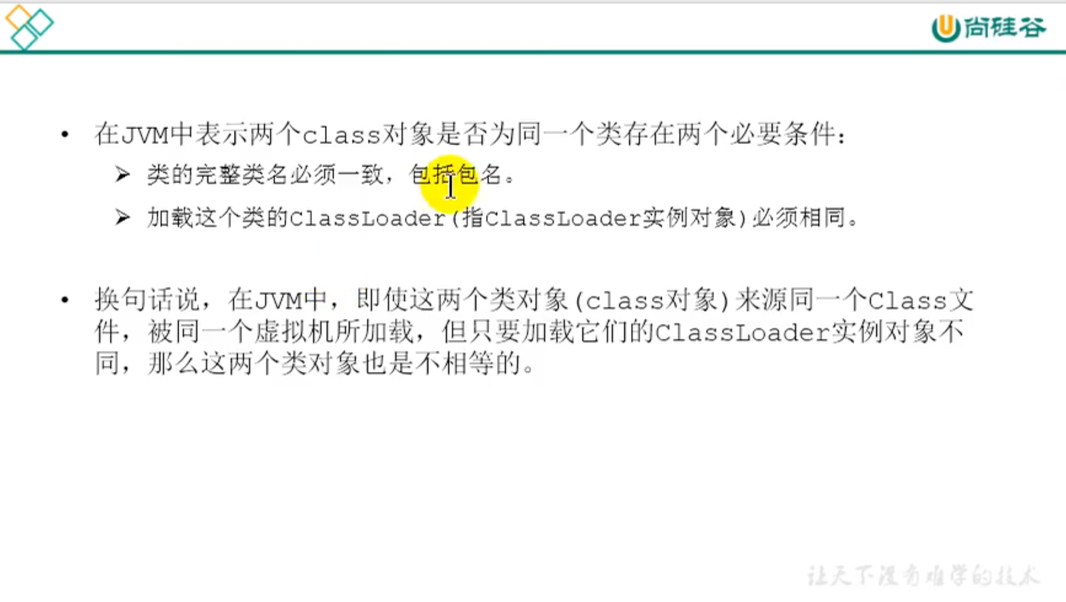 尚硅谷
在JVM中表示两个class对象是否为同一个类存在两个必要条件：
类的完整类名必须一致，包括包名。
加载这个类的ClassLoader(指ClassLoader实例对象)必须相同。
换句话说，在JVM中，即使这两个类对象(class对象)来源同一个Class文
件，被同一个虚拟机所加载，但只要加载它们的ClassLoader实例对象不
同，那么这两个类对象也是不相等的。
让天下没有难学的技术